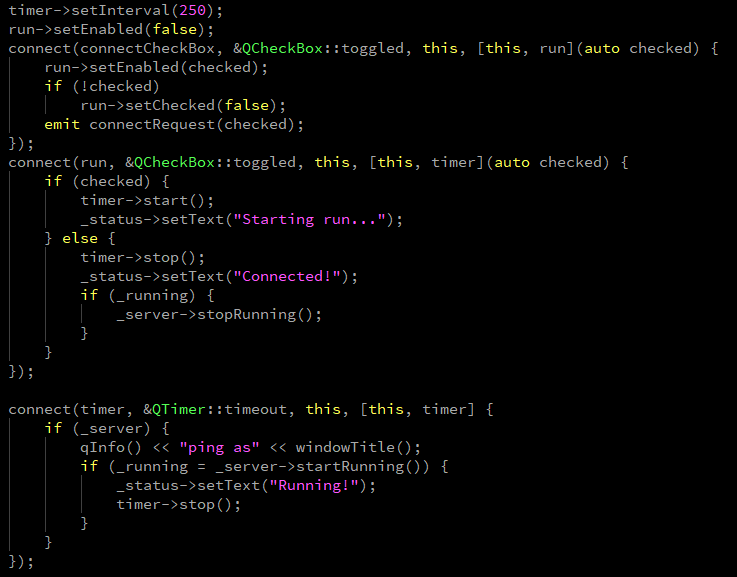 timer->setInterval(250);
run->setEnabled(false);
connect(connectCheckBox, &QCheckBox::toggled, this, [this, run](auto checked) {
    run->setEnabled(checked);
    if (!checked)
        run->setChecked(false);
    emit connectRequest(checked);
});
connect(run, &QCheckBox::toggled, this, [this, timer](auto checked) {
    if (checked) {
        timer->start();
        _status->setText("Starting run...");
    } else {
        timer->stop();
        _status->setText("Connected!");
        if (_running) {
            _server->stopRunning();
        }
    }
});

connect(timer, &QTimer::timeout, this, [this, timer] {
    if (_server) {
        qInfo() << "ping as" << windowTitle();
        if (_running = _server->startRunning()) {
            _status->setText("Running!");
            timer->stop();
        }
    }
});